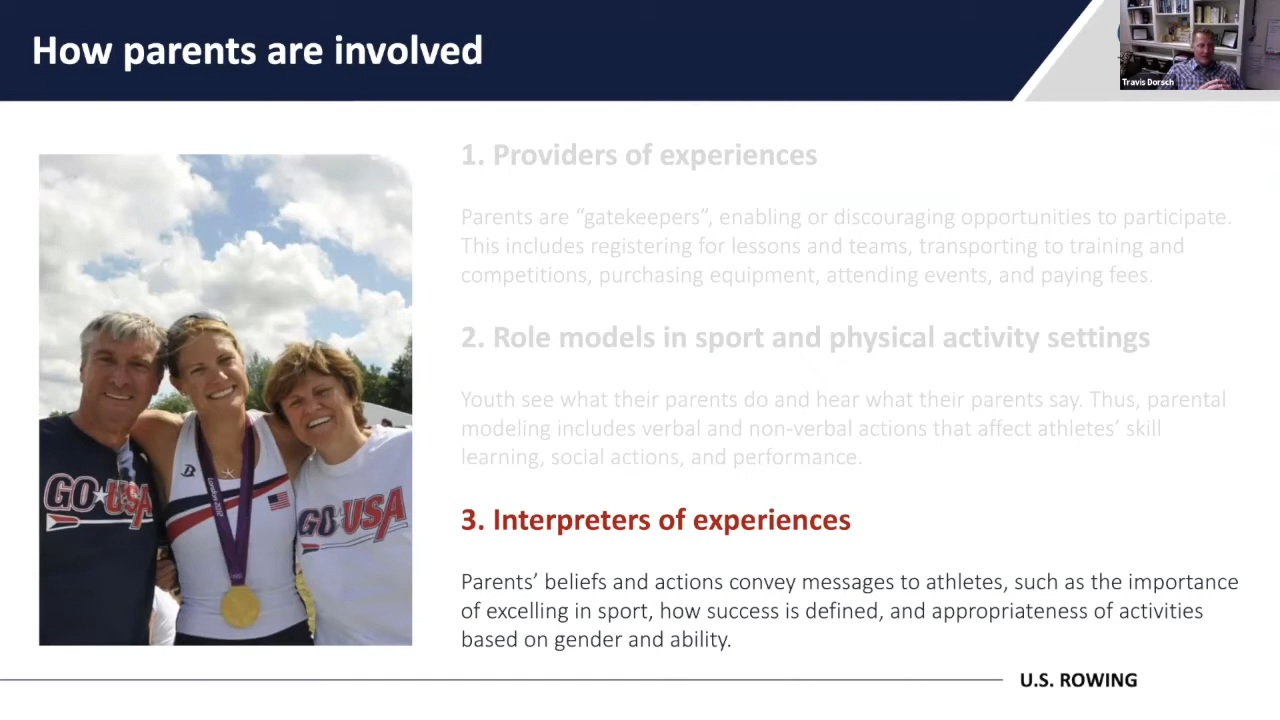 How parents are involved
Travis Dorsch
1. Providers of experiences
Parents are “gatekeepers”, enabling or discouraging opportunities to participate.
This includes registering for lessons and teams, transporting to training and
competitions, purchasing equipment, attending events, and paying fees.
2. Role models in sport and physical activity settings
Youth see what their parents do and hear what their parents say. Thus, parental
modeling includes verbal and non-verbal actions that affect athletes’ skill
learning, social actions, and performance.
3. Interpreters of experiences
Parents’ beliefs and actions convey messages to athletes, such as the importance
of excelling in sport, how success is defined, and appropriateness of activities
based on gender and ability.
GO USA
London 2012
GO USA
U.S. ROWING